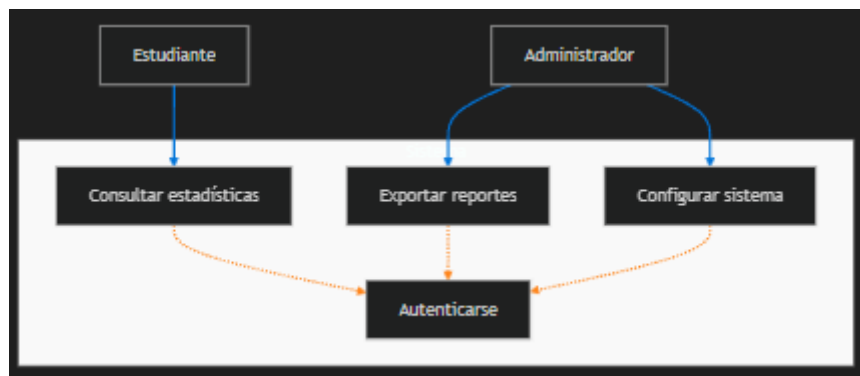 Estudiante
Administrador
Consultar estadísticas
Exportar reportes
Configurar sistema
Autenticarse